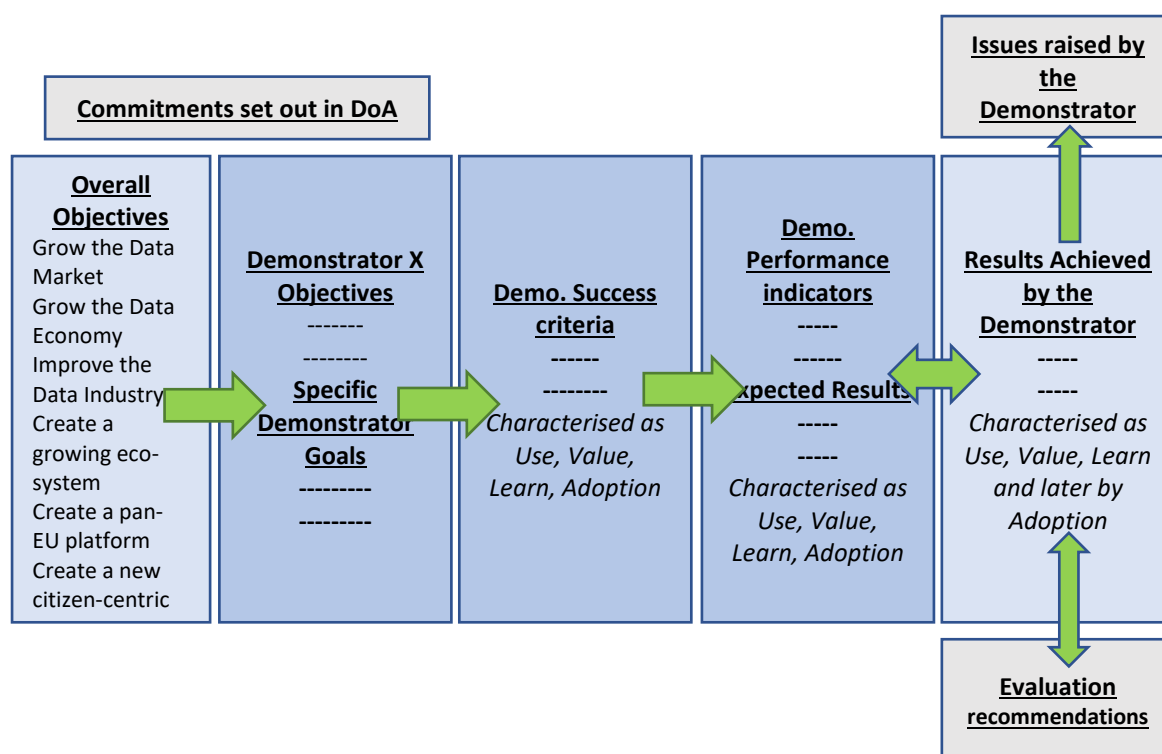 Issues raised by
the
Demonstrator
Commitments set out in DoA
Overall
Objectives
Grow the Data
Market
Grow the Data
Economy
Improve the
Data Industry
Create a
growing eco-
system
Create a pan-
EU platform
Create a new
citizen-centric
Demonstrator X
Objectives
-------
--------
Specific
Demonstrator
Goals
---------
---------
Demo. Success
criteria
------
--------
Characterised as
Use, Value,
Learn, Adoption
Demo.
Performance
indicators
-----
------
xpected Results
-----
-----
Characterised as
Use, Value,
Learn, Adoption
Results Achieved
by the
Demonstrator
-----
-----
Characterised as
Use, Value, Learn
and later by
Adoption
Evaluation
recommendations